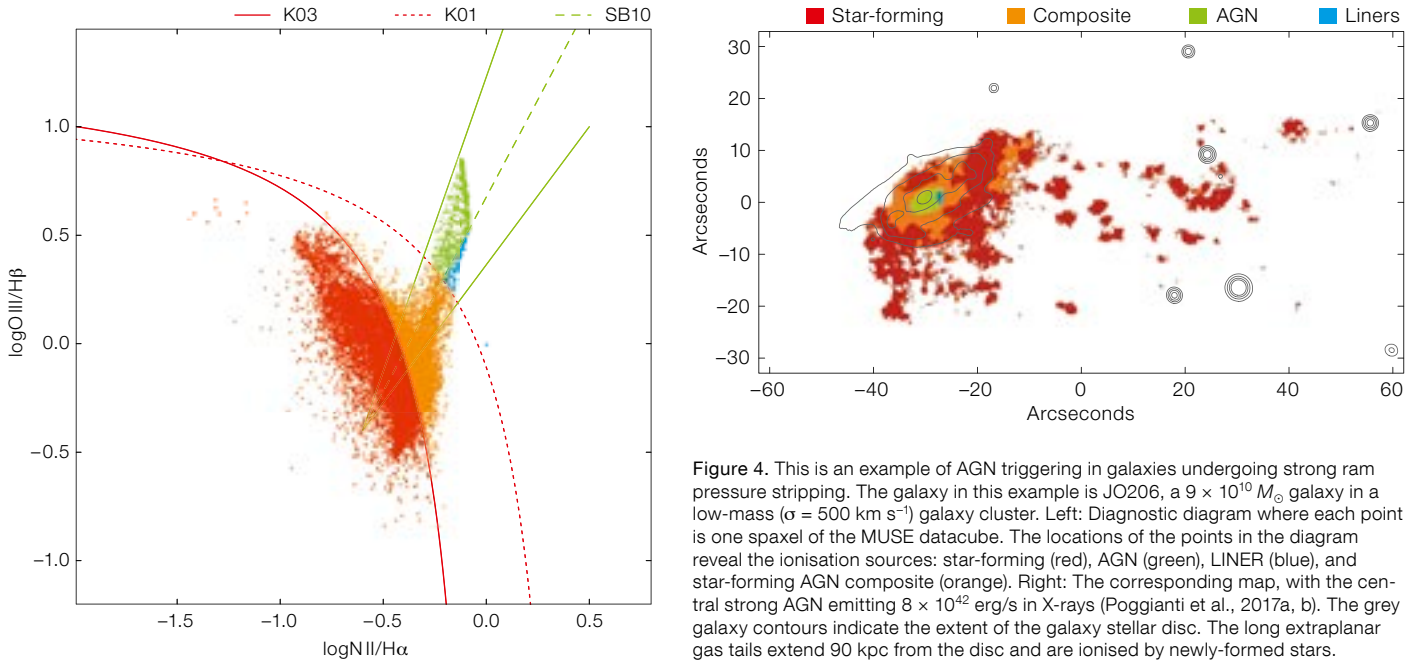 K03 K01 SB10
1.0
0.5
0.0
−0.5
−1.0
logOIII/Hβ
−1.5 −1.0 −0.5 0.0 0.5
logNII/Hα
Star-forming Composite AGN Liners
30
20
10
0
−10
−20
−30
Arcseconds
−60 −40 −20 0 20 40 60
Arcseconds
Figure 4. This is an example of AGN triggering in galaxies undergoing strong ram
pressure stripping. The galaxy in this example is JO206, a 9 × 10¹⁰ M☉ galaxy in a
low-mass (σ = 500 km s⁻¹) galaxy cluster. Left: Diagnostic diagram where each point
is one spaxel of the MUSE datacube. The locations of the points in the diagram
reveal the ionisation sources: star-forming (red), AGN (green), LINER (blue), and
star-forming AGN composite (orange). Right: The corresponding map, with the cen-
tral strong AGN emitting 8 × 10⁴² erg/s in X-rays (Poggianti et al., 2017a, b). The grey
galaxy contours indicate the extent of the galaxy stellar disc. The long extraplanar
gas tails extend 90 kpc from the disc and are ionised by newly-formed stars.